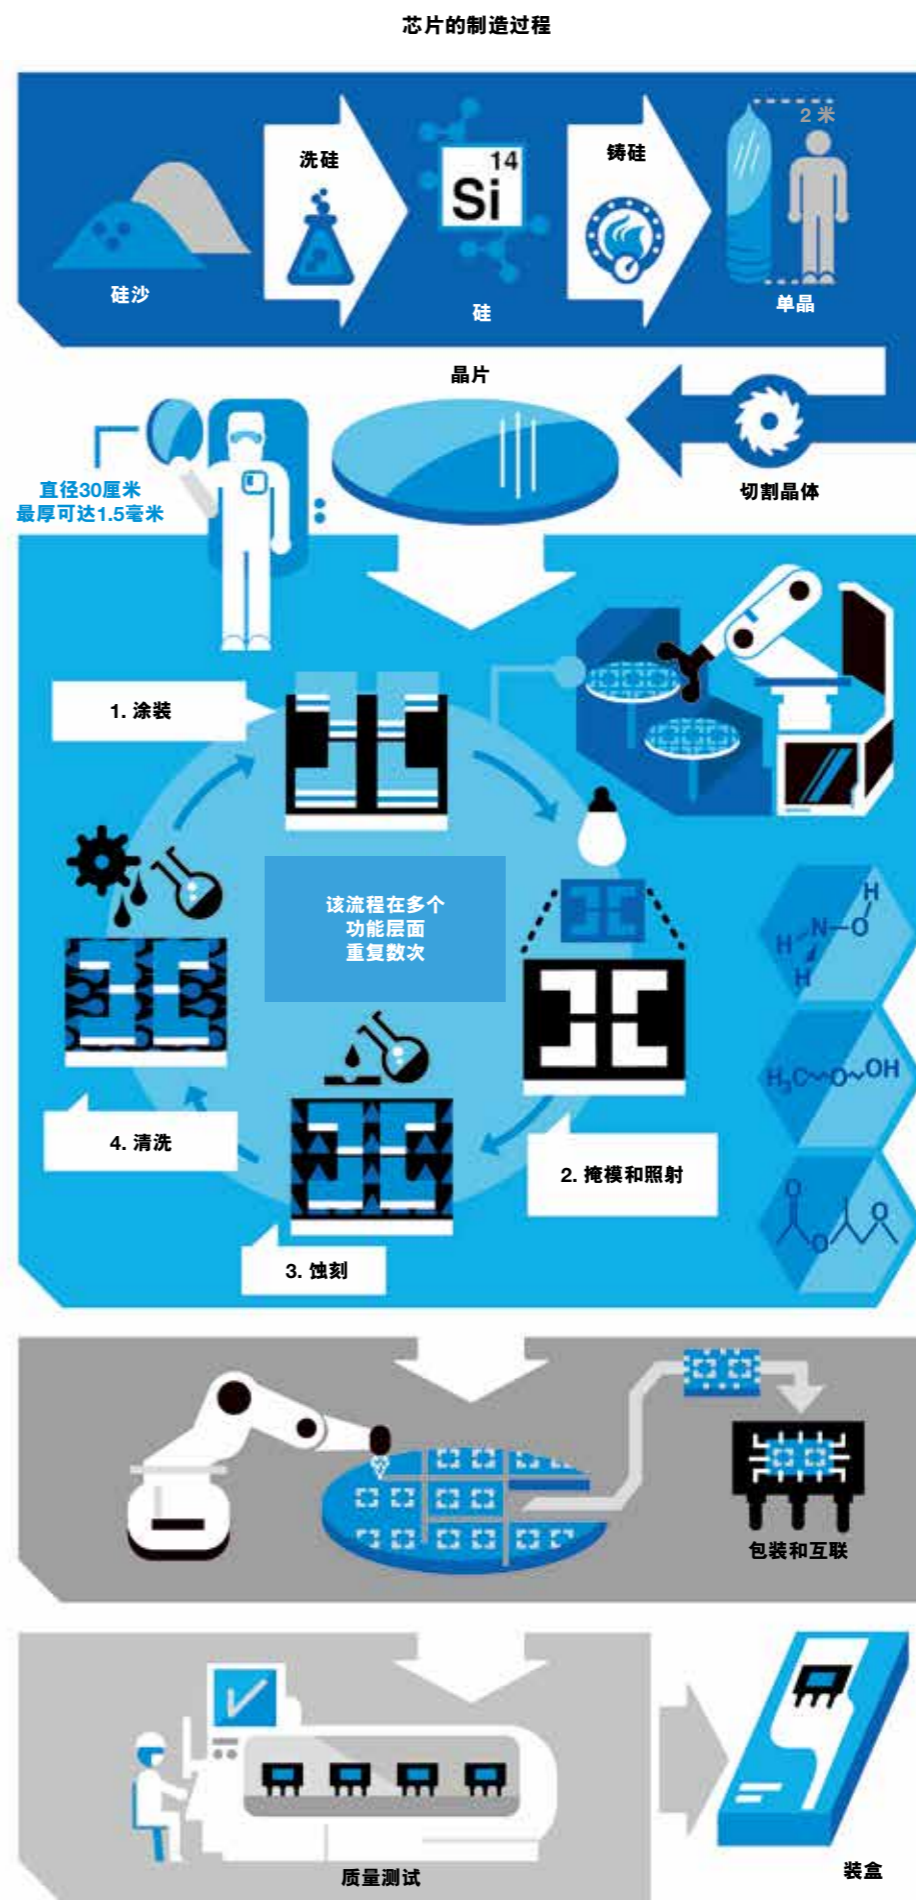 芯片的制造过程
2 米
洗硅
14
Si
铸硅
硅沙
硅
单晶
晶片
切割晶体
直径30厘米
最厚可达1.5毫米
1. 涂装
该流程在多个
功能层面
重复数次
H
N
O
H
H
H₃C
O
OH
4. 清洗
2. 掩模和照射
O
O
O
3. 蚀刻
包装和互联
质量测试
装盒